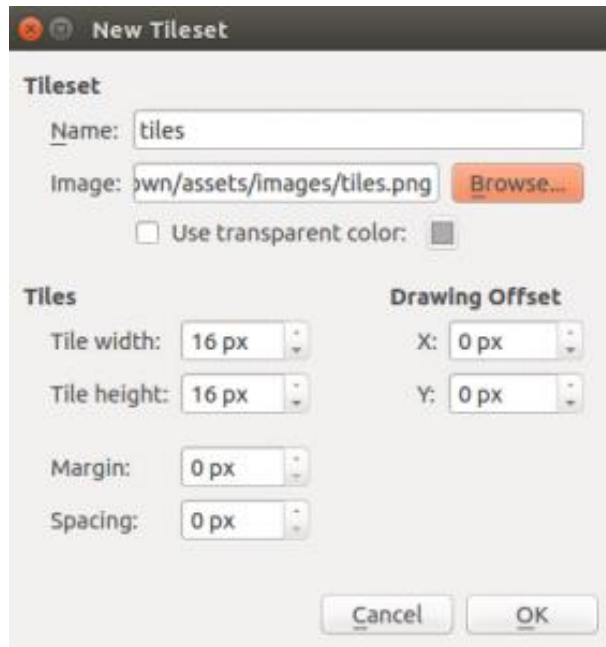 New Tileset
Tileset
Name: tiles
Image: own/assets/images/tiles.png Browse...
Use transparent color:
Tiles Drawing Offset
Tile width: 16 px X: 0 px
Tile height: 16 px Y: 0 px
Margin: 0 px
Spacing: 0 px
Cancel OK